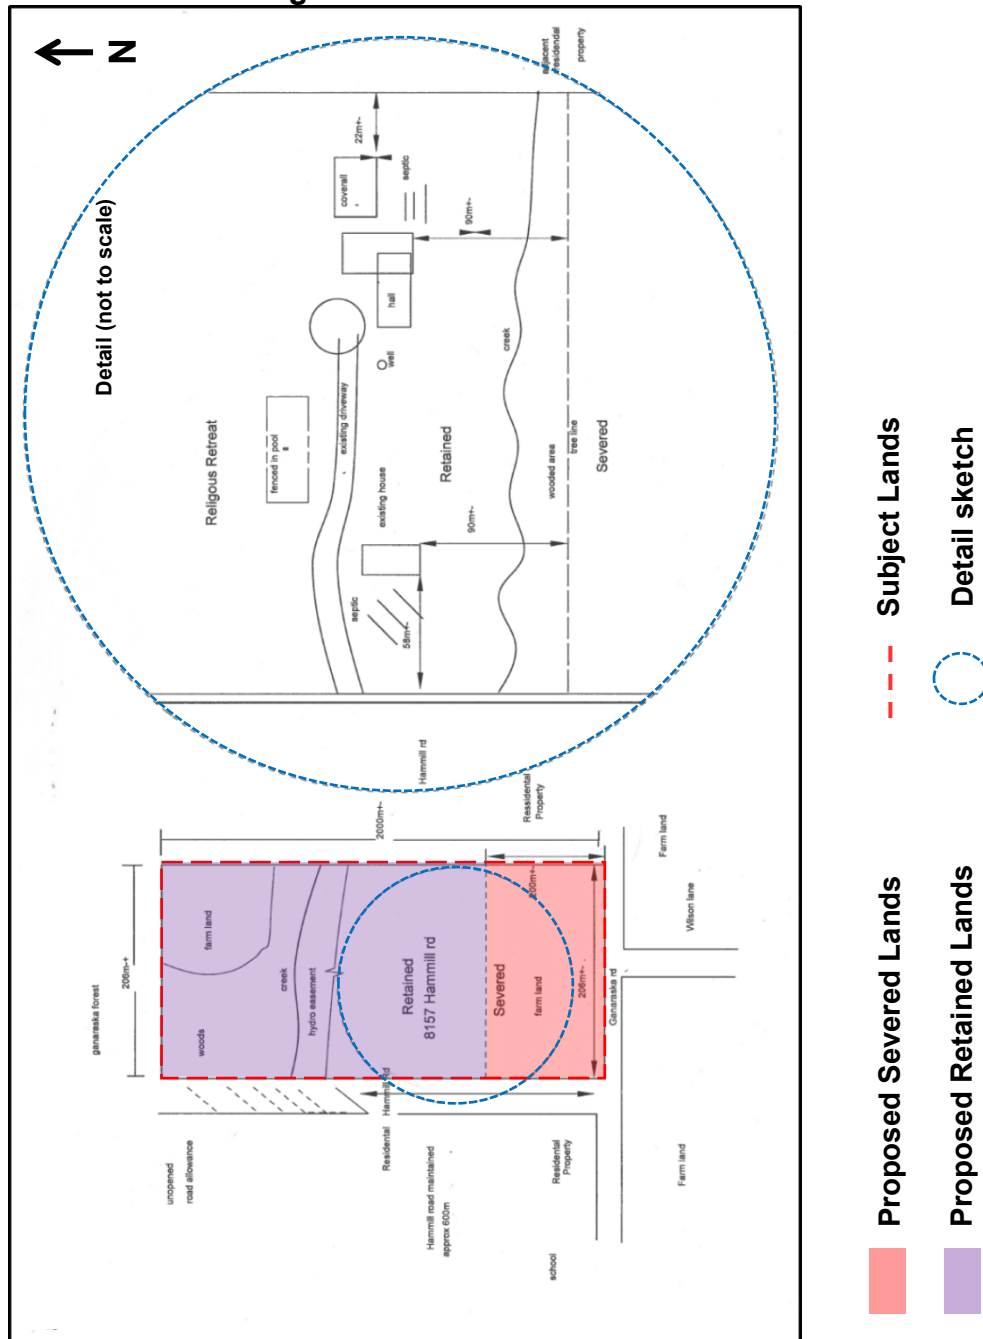 N
Detail (not to scale)
adjacent
residendal
property
22m+-
coverall
septic
90m+-
hall
well
creek
fenced in pool
existing driveway
Religous Retreat
existing house
Retained
wooded area
tree line
Severed
90m+-
septic
58m+-
Hammill rd
2000m+-
Ressidental
Property
Farm land
ganaraska forest
206m-+
farm land
creek
hydro easement
woods
Retained
8157 Hammill rd
200m+-
Severed
farm land
206m+-
Ganaraska rd
Wilson lane
Hammill Rd
unopened
road allowance
Residental
Hammill road maintained
approx 600m
Residental
Property
Farm land
school
Subject Lands
Detail sketch
Proposed Severed Lands
Proposed Retained Lands